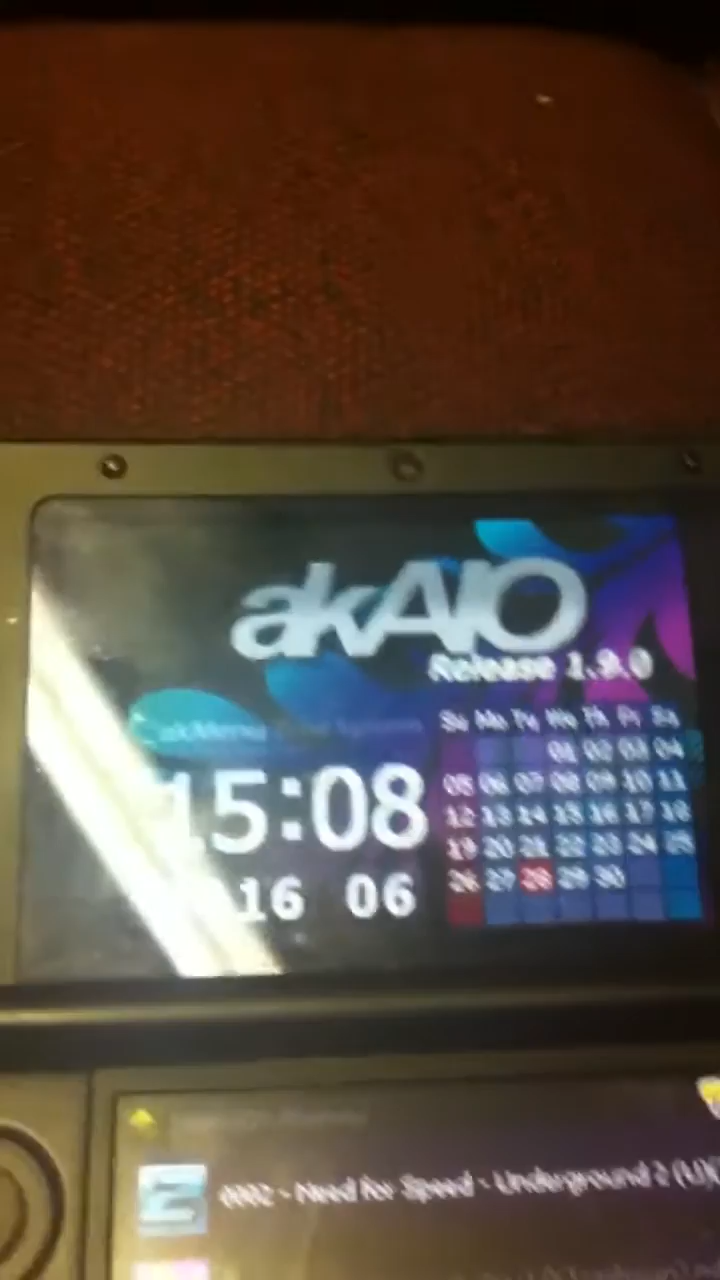 akAIO
Release 1.9.0
Su Mo Tu We Th Fr Sa
15:08
01 02 03 04
05 06 07 08 09 10 11
12 13 14 15 16 17 18
19 20 21 22 23 24 25
16 06
26 27 28 29 30
0002 - Need for Speed - Underground 2 (U)